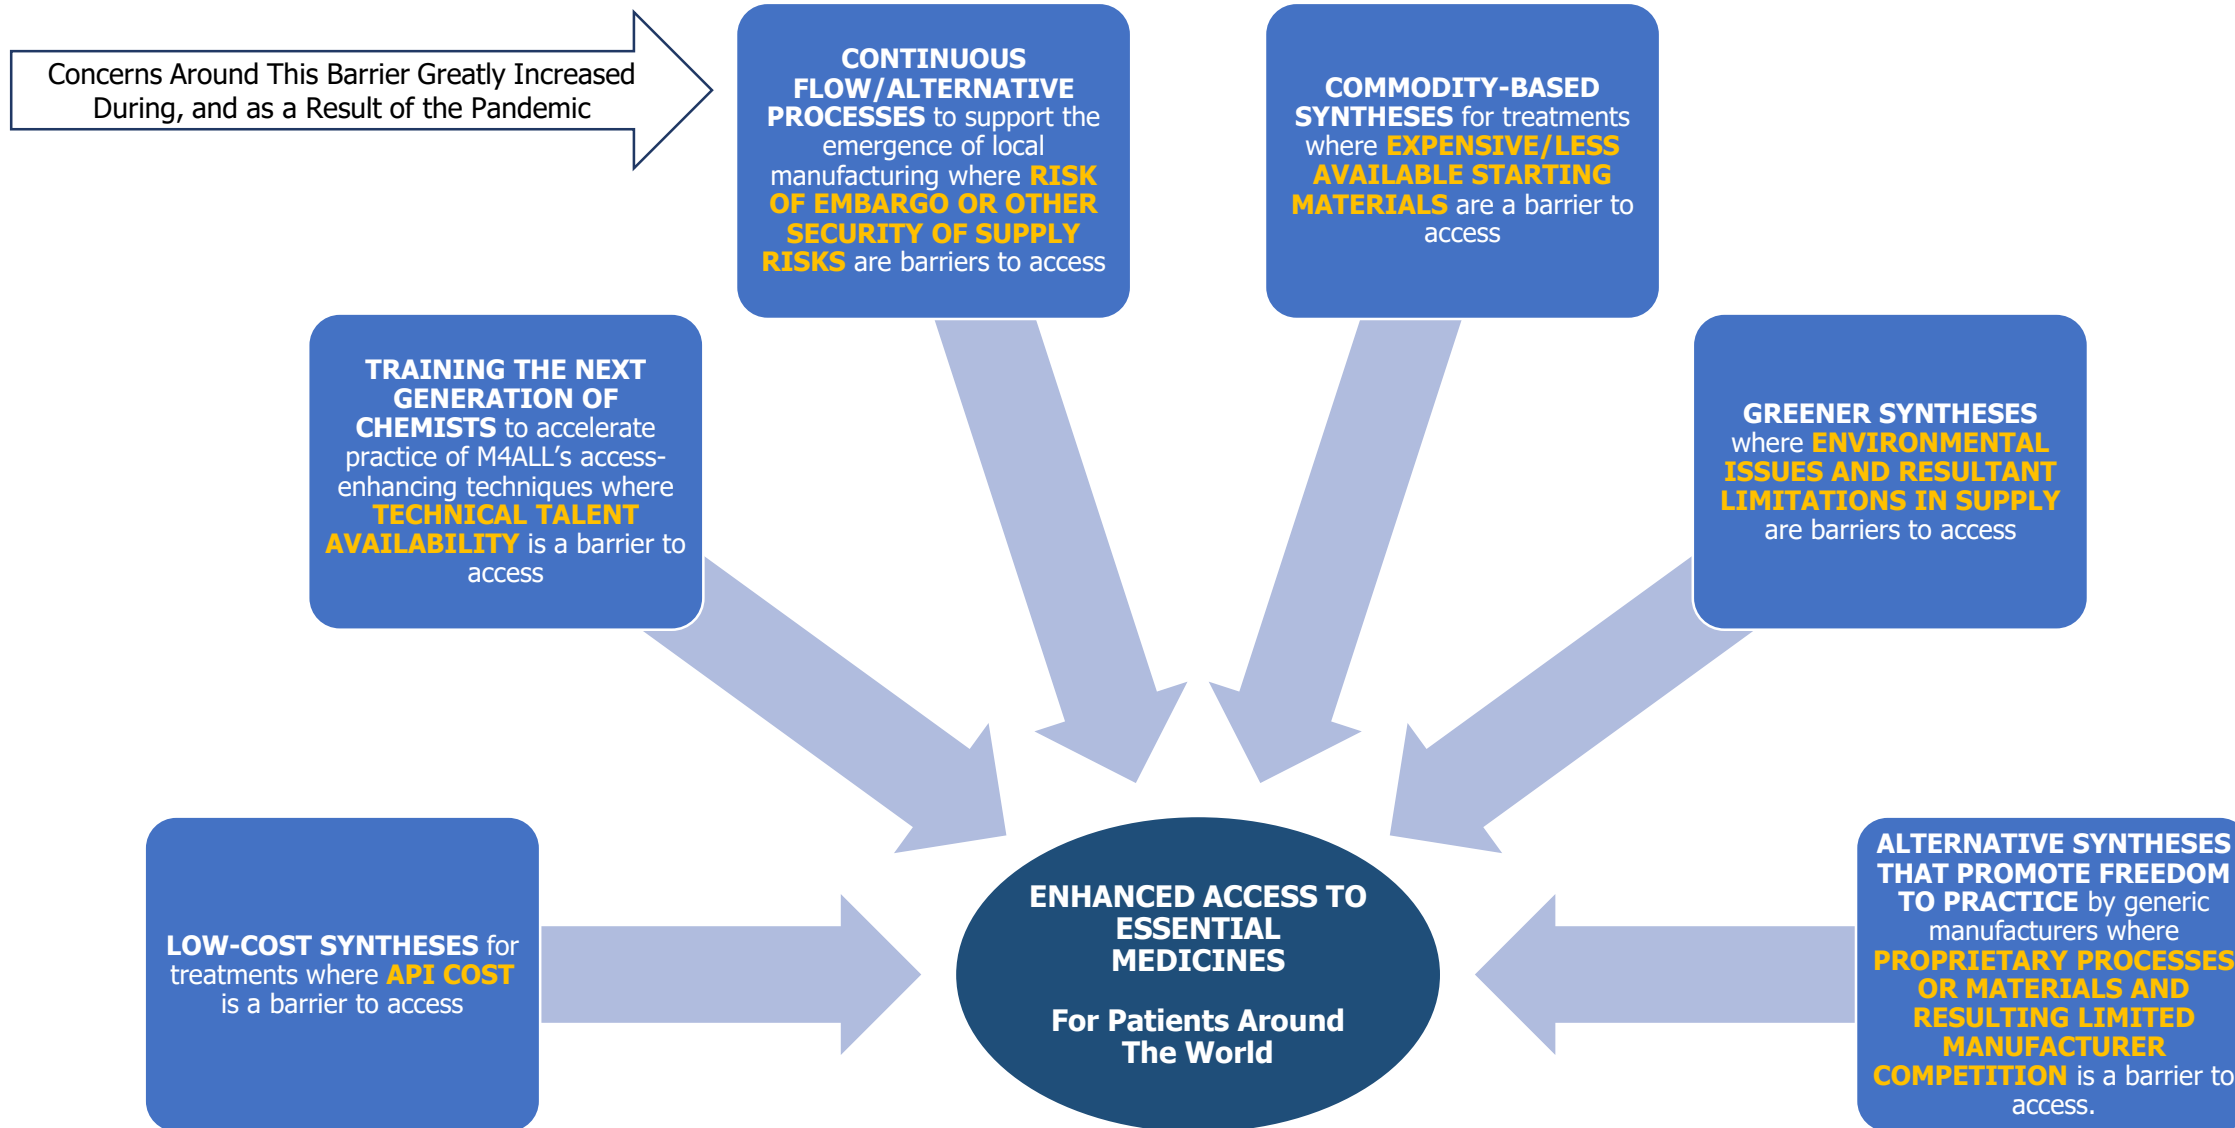 Concerns Around This Barrier Greatly Increased
During, and as a Result of the Pandemic
CONTINUOUS
FLOW/ALTERNATIVE
PROCESSES to support the
emergence of local
manufacturing where RISK
OF EMBARGO OR OTHER
SECURITY OF SUPPLY
RISKS are barriers to access
COMMODITY-BASED
SYNTHESES for treatments
where EXPENSIVE/LESS
AVAILABLE STARTING
MATERIALS are a barrier to
access
TRAINING THE NEXT
GENERATION OF
CHEMISTS to accelerate
practice of M4ALL’s access-
enhancing techniques where
TECHNICAL TALENT
AVAILABILITY is a barrier to
access
GREENER SYNTHESES
where ENVIRONMENTAL
ISSUES AND RESULTANT
LIMITATIONS IN SUPPLY
are barriers to access
LOW-COST SYNTHESES for
treatments where API COST
is a barrier to access
ENHANCED ACCESS TO
ESSENTIAL
MEDICINES
For Patients Around
The World
ALTERNATIVE SYNTHESES
THAT PROMOTE FREEDOM
TO PRACTICE by generic
manufacturers where
PROPRIETARY PROCESSES
OR MATERIALS AND
RESULTING LIMITED
MANUFACTURER
COMPETITION is a barrier to
access.